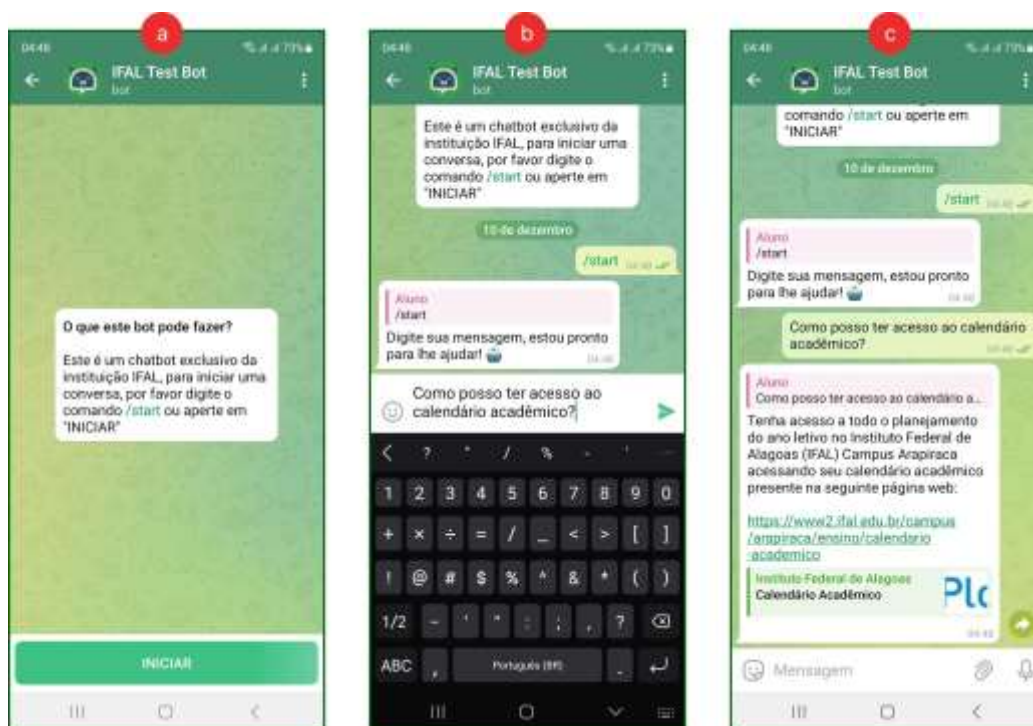 a
04:48
IFAL Test Bot
bot
O que este bot pode fazer?
Este é um chatbot exclusivo da
instituição IFAL, para iniciar uma
conversa, por favor digite o
comando /start ou aperte em
"INICIAR"
INICIAR
b
04:48
IFAL Test Bot
bot
Este é um chatbot exclusivo da
instituição IFAL, para iniciar uma
conversa, por favor digite o
comando /start ou aperte em
"INICIAR"
10 de dezembro
/start
Aluno
/start
Digite sua mensagem, estou pronto
para lhe ajudar!
Como posso ter acesso ao
calendário acadêmico?
1 2 3 4 5 6 7 8 9 0
+ × ÷ = / _ < > [ ]
! @ # $ % ^ & * ( )
1/2 - ' " : ; , ?
ABC , Português (BR) .
c
04:48
IFAL Test Bot
bot
comando /start ou aperte em
"INICIAR"
10 de dezembro
/start
Aluno
/start
Digite sua mensagem, estou pronto
para lhe ajudar!
Como posso ter acesso ao calendário
acadêmico?
Aluno
Como posso ter acesso ao calendário a...
Tenha acesso a todo o planejamento
do ano letivo no Instituto Federal de
Alagoas (IFAL) Campus Arapiraca
acessando seu calendário acadêmico
presente na seguinte página web:
https://www2.ifal.edu.br/campus
/arapiraca/ensino/calendario
-academico
Instituto Federal de Alagoas
Calendário Acadêmico
Mensagem